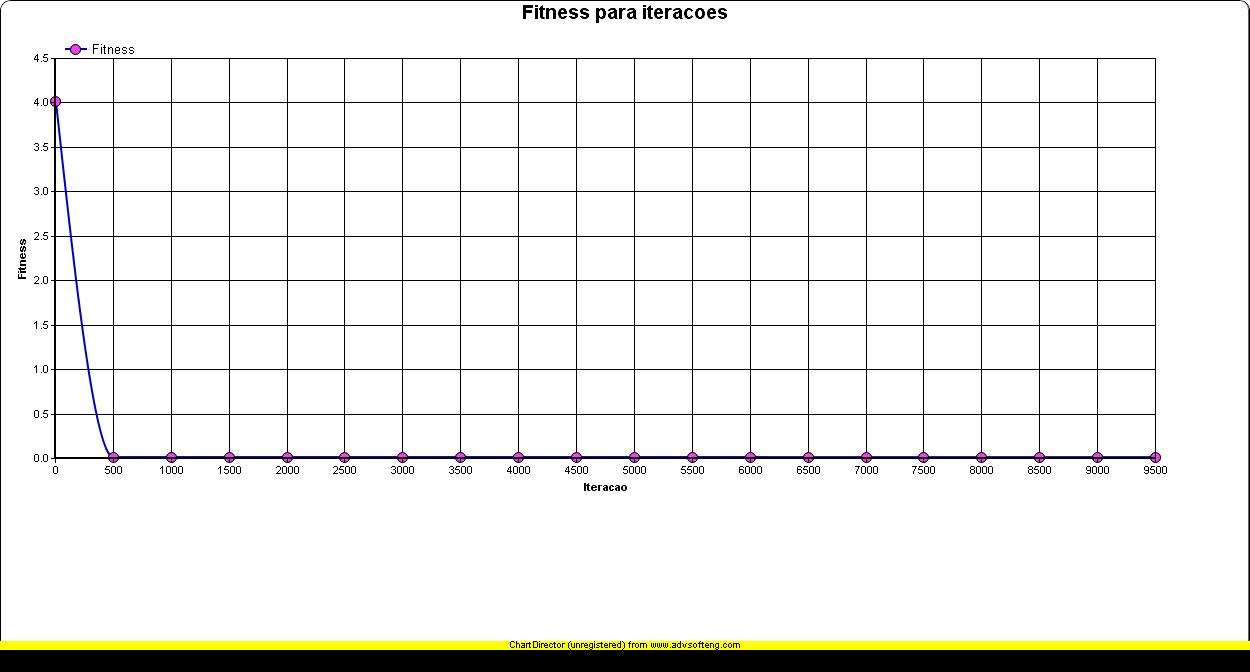 Fitness para iteracoes
Fitness
4.5
4.0
3.5
3.0
2.5
2.0
1.5
1.0
0.5
0.0
Fitness
0 500 1000 1500 2000 2500 3000 3500 4000 4500 5000 5500 6000 6500 7000 7500 8000 8500 9000 9500
Iteracao
ChartDirector (unregistered) from www.advsofteng.com